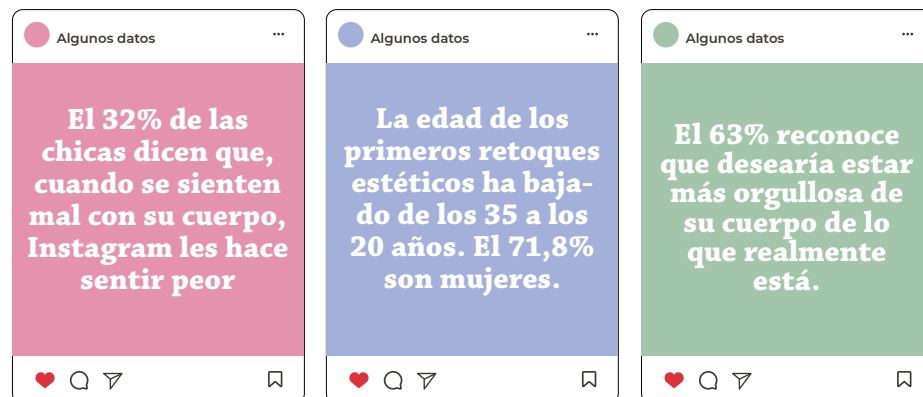 Algunos datos
El 32% de las
chicas dicen que,
cuando se sienten
mal con su cuerpo,
Instagram les hace
sentir peor
Algunos datos
La edad de los
primeros retoques
estéticos ha baja-
do de los 35 a los
20 años. El 71,8%
son mujeres.
Algunos datos
El 63% reconoce
que desearía estar
más orgullosa de
su cuerpo de lo
que realmente
está.